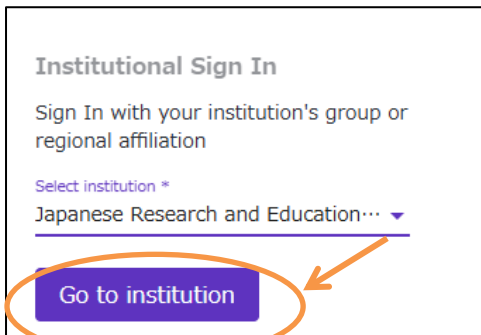 Institutional Sign In
Sign In with your institution's group or
regional affiliation
Select institution *
Japanese Research and Education···
Go to institution